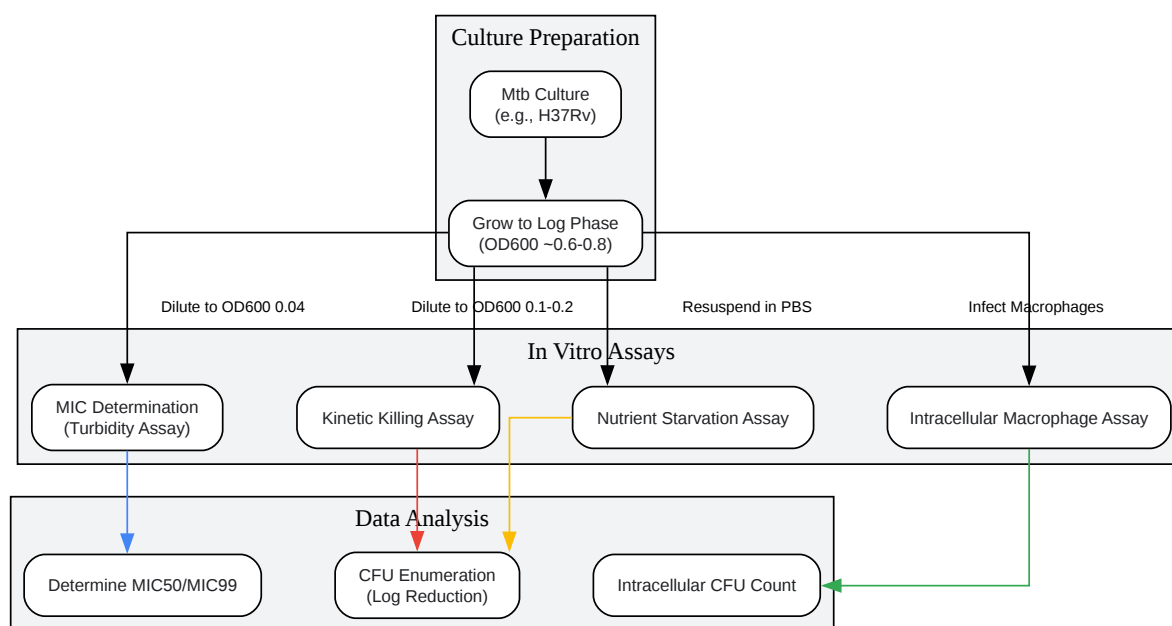 Culture Preparation
Mtb Culture
(e.g., H37Rv)
Grow to Log Phase
(OD600 ~0.6-0.8)
Dilute to OD600 0.04
Dilute to OD600 0.1-0.2
Resuspend in PBS
Infect Macrophages
In Vitro Assays
MIC Determination
(Turbidity Assay)
Kinetic Killing Assay
Nutrient Starvation Assay
Intracellular Macrophage Assay
Data Analysis
Determine MIC50/MIC99
CFU Enumeration
(Log Reduction)
Intracellular CFU Count